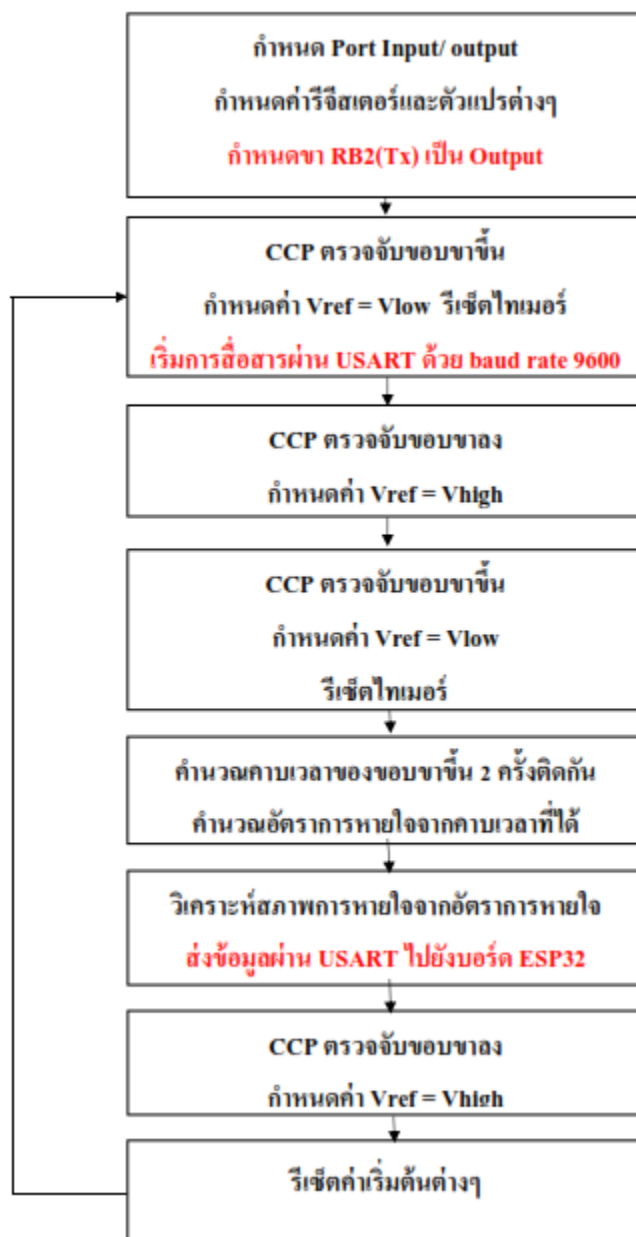 กำหนด Port Input/ output
กำหนดค่ารีจีสเตอร์และตัวแปรต่างๆ
กำหนดขา RB2(Tx) เป็น Output
CCP ตรวจจับขอบขาขึ้น
กำหนดค่า Vref = Vlow รีเซ็ตไทเมอร์
เริ่มการสื่อสารผ่าน USART ด้วย baud rate 9600
CCP ตรวจจับขอบขาลง
กำหนดค่า Vref = Vhigh
CCP ตรวจจับขอบขาขึ้น
กำหนดค่า Vref = Vlow
รีเซ็ตไทเมอร์
คำนวณคาบเวลาของขอบขาขึ้น 2 ครั้งติดกัน
คำนวณอัตราการหายใจจากคาบเวลาที่ได้
วิเคราะห์สภาพการหายใจจากอัตราการหายใจ
ส่งข้อมูลผ่าน USART ไปยังบอร์ด ESP32
CCP ตรวจจับขอบขาลง
กำหนดค่า Vref = Vhigh
รีเซ็ตค่าเริ่มต้นต่างๆ